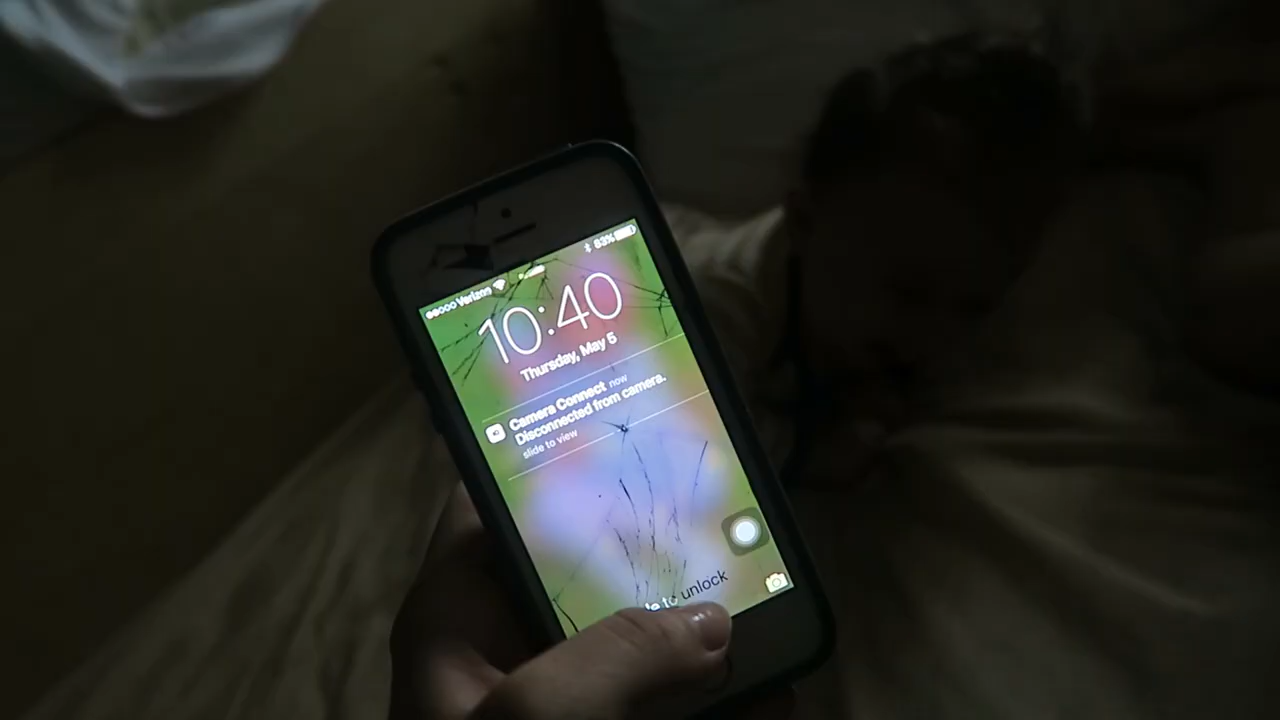 Verizon 83%
10:40
Thursday, May 5
Camera Connect now
Disconnected from camera.
slide to view
to unlock